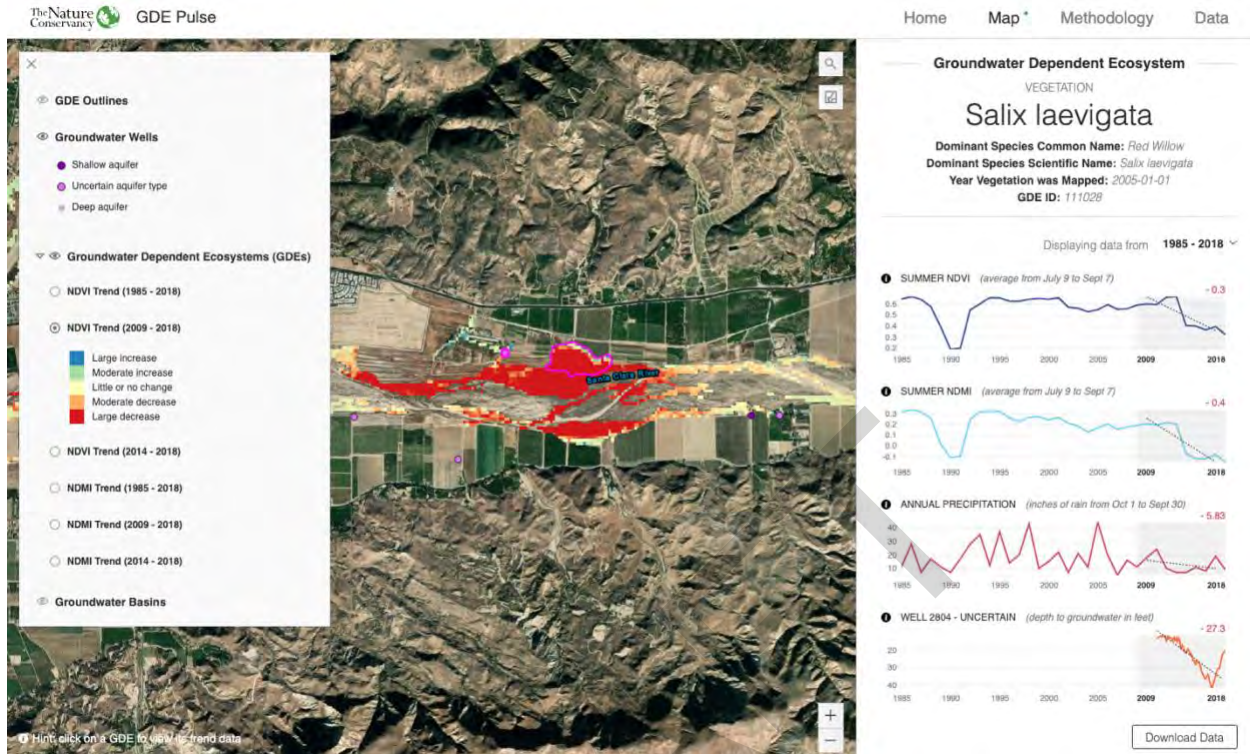 The Nature
Conservancy
GDE Pulse
Home Map Methodology Data
GDE Outlines
Groundwater Wells
Shallow aquifer
Uncertain aquifer type
Deep aquifer
Groundwater Dependent Ecosystems (GDEs)
NDVI Trend (1985 - 2018)
NDVI Trend (2009 - 2018)
Large increase
Moderate increase
Little or no change
Moderate decrease
Large decrease
NDVI Trend (2014 - 2018)
NDMI Trend (1985 - 2018)
NDMI Trend (2009 - 2018)
NDMI Trend (2014 - 2018)
Groundwater Basins
Hint: click on a GDE to view its trend data
Santa Clara River
Groundwater Dependent Ecosystem
VEGETATION
Salix laevigata
Dominant Species Common Name: Red Willow
Dominant Species Scientific Name: Salix laevigata
Year Vegetation was Mapped: 2005-01-01
GDE ID: 111028
Displaying data from 1985 - 2018
SUMMER NDVI (average from July 9 to Sept 7)
- 0.3
0.6
0.5
0.4
0.3
0.2
1985 1990 1995 2000 2005 2009 2018
SUMMER NDMI (average from July 9 to Sept 7)
- 0.4
0.3
0.2
0.1
0.0
-0.1
1985 1990 1995 2000 2005 2009 2018
ANNUAL PRECIPITATION (inches of rain from Oct 1 to Sept 30)
- 5.83
40
30
20
10
1985 1990 1995 2000 2005 2009 2018
WELL 2804 - UNCERTAIN (depth to groundwater in feet)
- 27.3
20
30
40
1985 1990 1995 2000 2005 2009 2018
Download Data